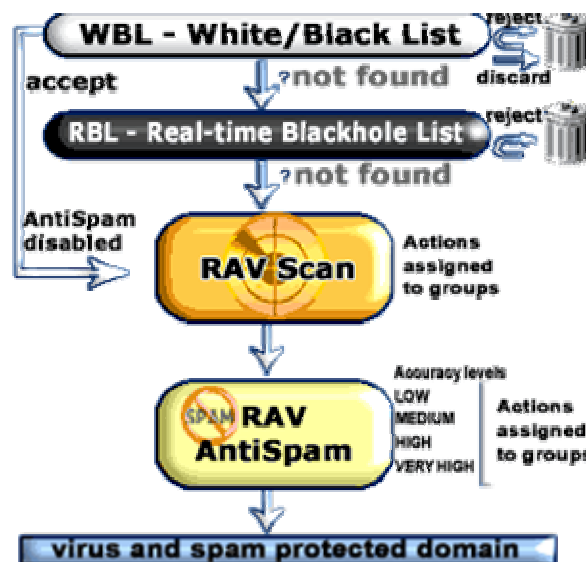 reject
WBL - White/Black List
accept
?not found
discard
reject
RBL - Real-time Blackhole List
?not found
AntiSpam
disabled
RAV Scan
Actions
assigned
to groups
Accuracy levels
LOW
MEDIUM
HIGH
VERY HIGH
SPAM
RAV
AntiSpam
Actions
assigned
to groups
virus and spam protected domain